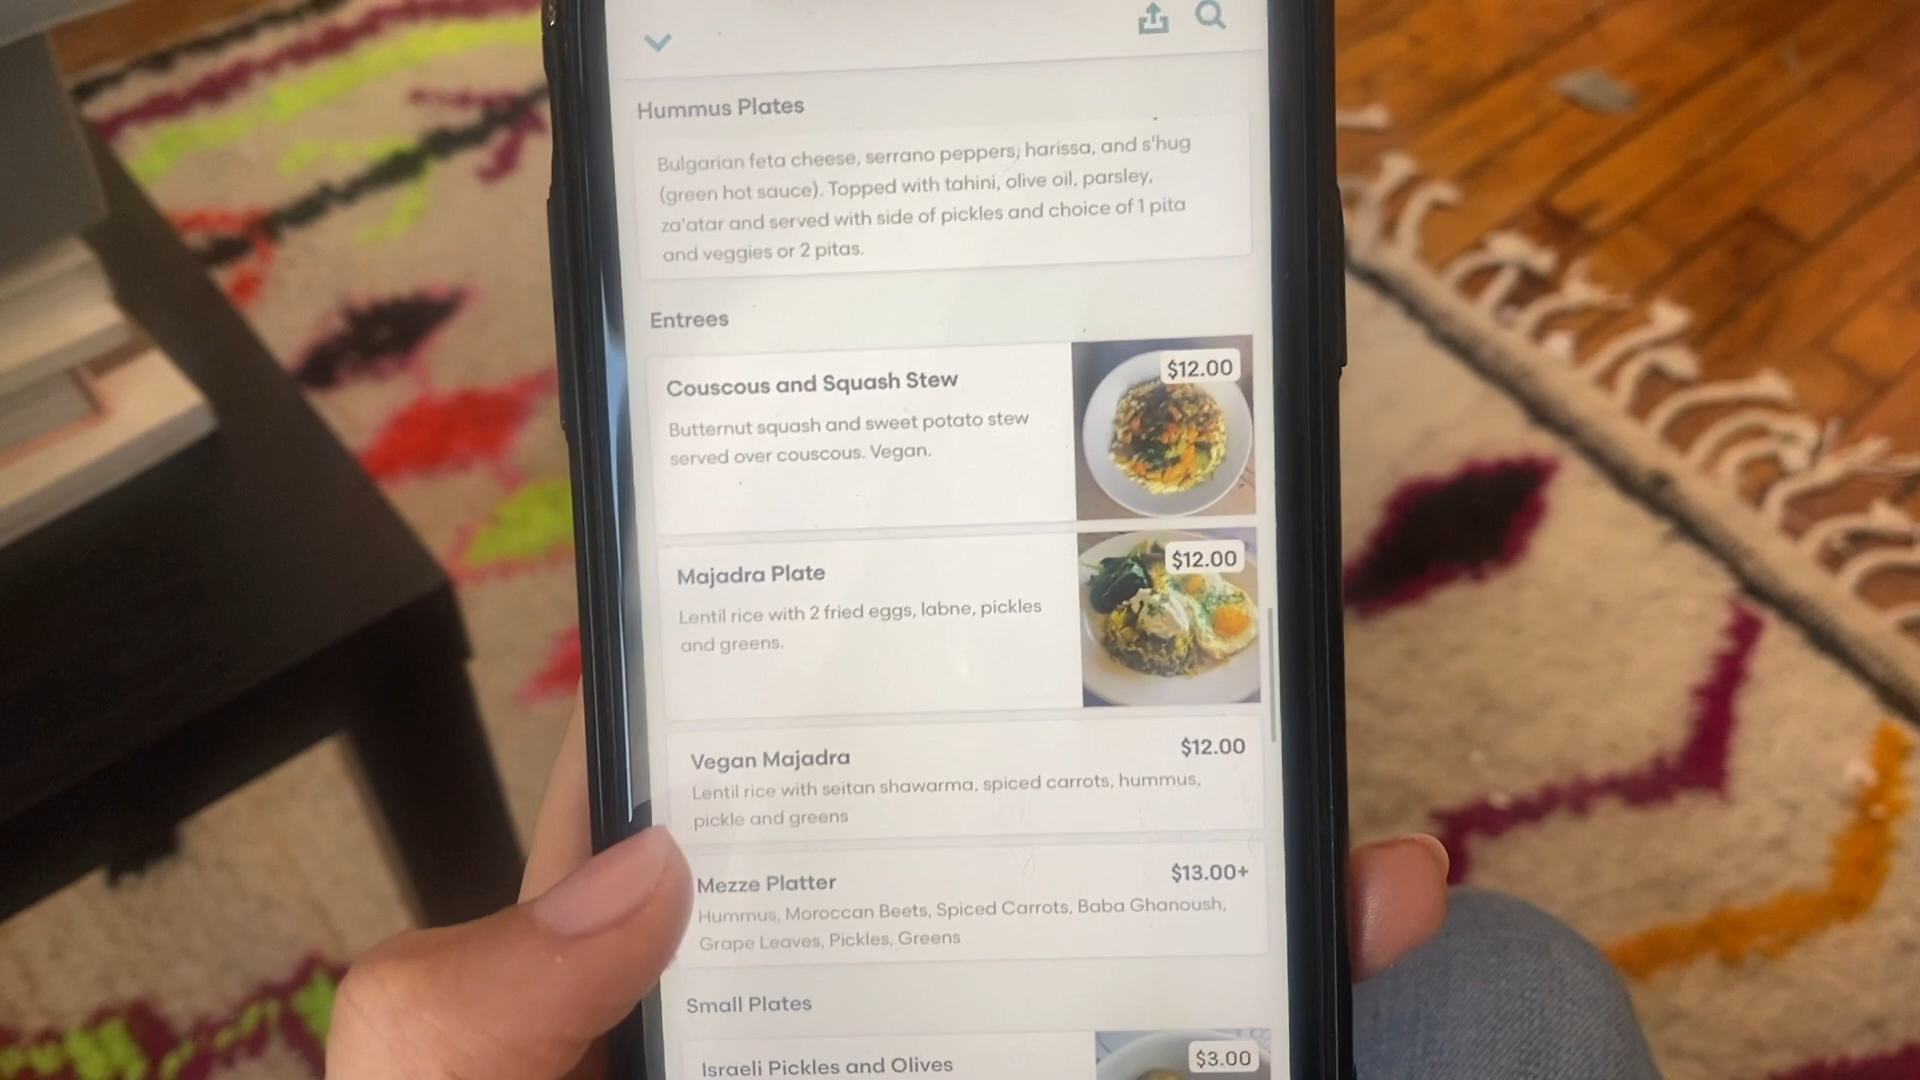 Hummus Plates
Bulgarian feta cheese, serrano peppers, harissa, and s'hug
(green hot sauce). Topped with tahini, olive oil, parsley,
za'atar and served with side of pickles and choice of 1 pita
and veggies or 2 pitas.
Entrees
Couscous and Squash Stew
$12.00
Butternut squash and sweet potato stew
served over couscous. Vegan.
Majadra Plate
$12.00
Lentil rice with 2 fried eggs, labne, pickles
and greens.
Vegan Majadra
$12.00
Lentil rice with seitan shawarma, spiced carrots, hummus,
pickle and greens
Mezze Platter
$13.00+
Hummus, Moroccan Beets, Spiced Carrots, Baba Ghanoush,
Grape Leaves, Pickles, Greens
Small Plates
Israeli Pickles and Olives
$3.00